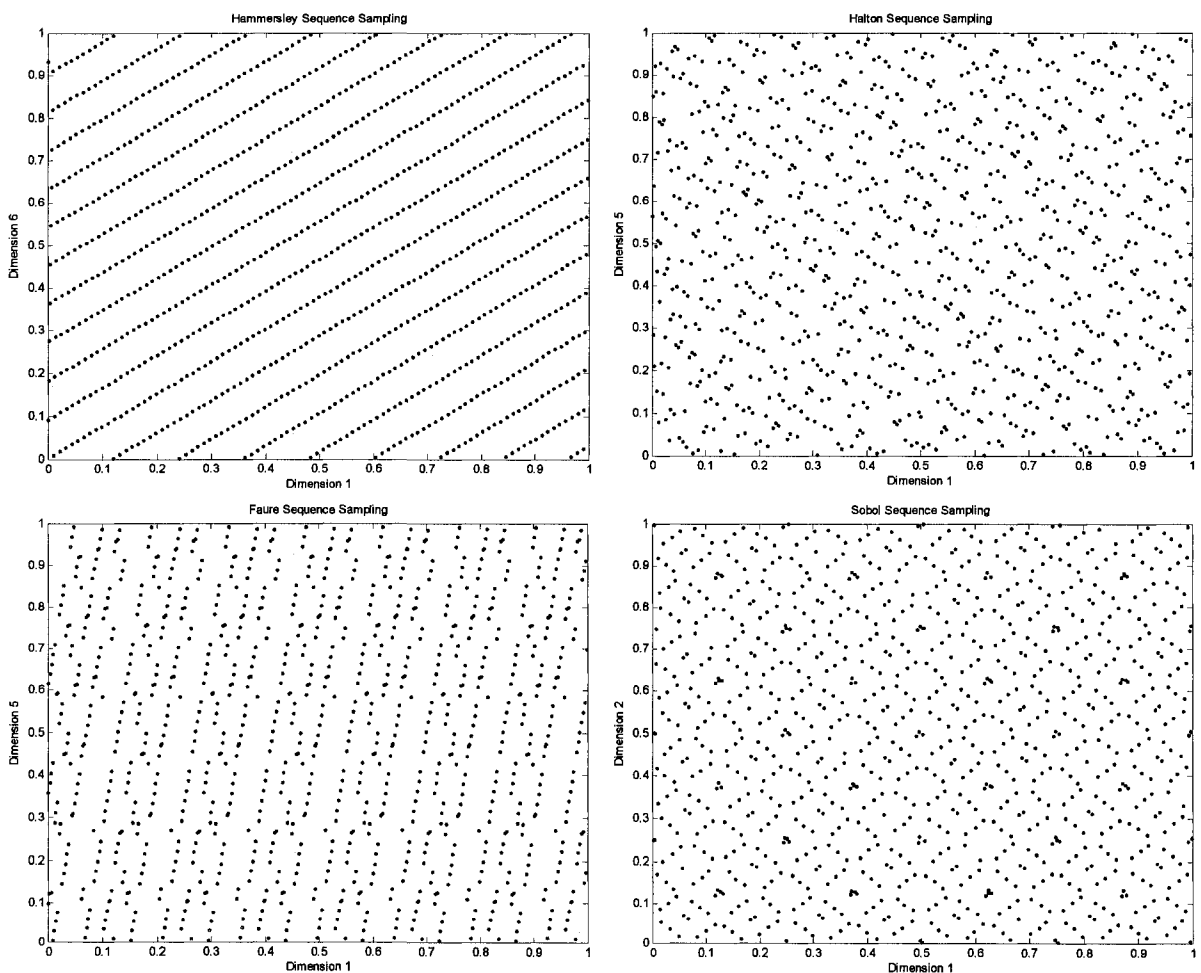 Hammersley Sequence Sampling
1
0.9
0.8
0.7
0.6
0.5
0.4
0.3
0.2
0.1
0
Dimension 6
0 0.1 0.2 0.3 0.4 0.5 0.6 0.7 0.8 0.9 1
Dimension 1
Halton Sequence Sampling
1
0.9
0.8
0.7
0.6
0.5
0.4
0.3
0.2
0.1
0
Dimension 5
0 0.1 0.2 0.3 0.4 0.5 0.6 0.7 0.8 0.9 1
Dimension 1
Faure Sequence Sampling
1
0.9
0.8
0.7
0.6
0.5
0.4
0.3
0.2
0.1
0
Dimension 5
0 0.1 0.2 0.3 0.4 0.5 0.6 0.7 0.8 0.9 1
Dimension 1
Sobol Sequence Sampling
1
0.9
0.8
0.7
0.6
0.5
0.4
0.3
0.2
0.1
0
Dimension 2
0 0.1 0.2 0.3 0.4 0.5 0.6 0.7 0.8 0.9 1
Dimension 1